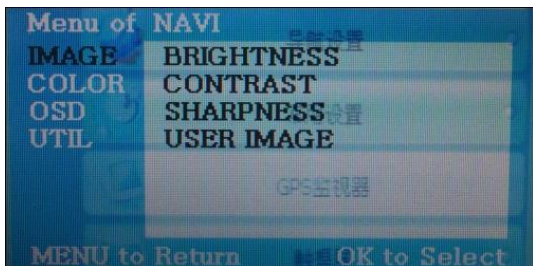 Menu of NAVI
IMAGE BRIGHTNESS
COLOR CONTRAST
OSD SHARPNESS
UTIL USER IMAGE
GPS监视器
MENU to Return OK to Select